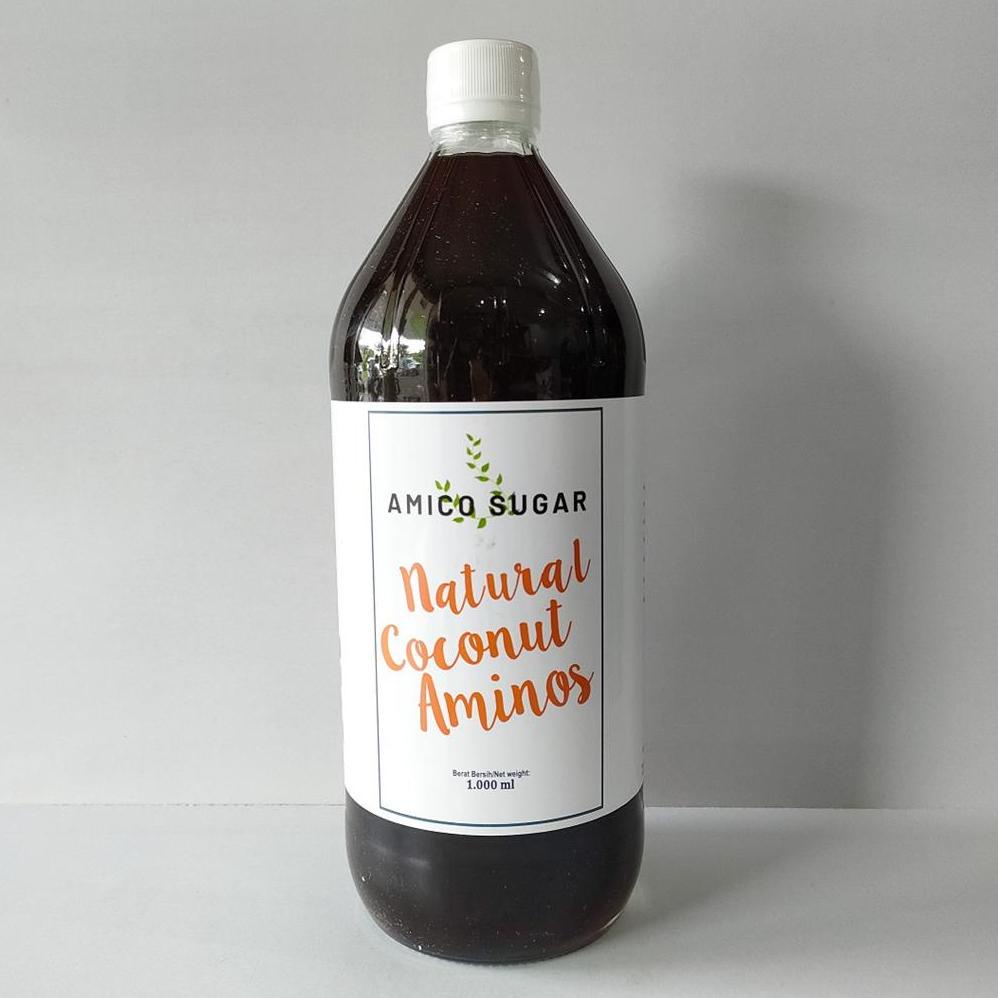 AMICO SUGAR
Natural
Coconut
Aminos
Berat Bersih/Net weight:
1.000 ml